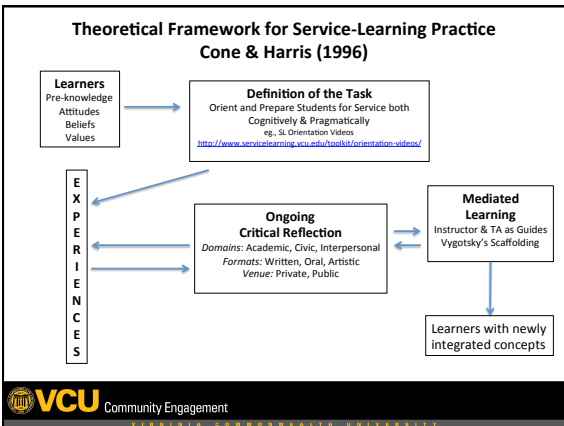 Theoretical Framework for Service-Learning Practice
Cone & Harris (1996)
Learners
Pre-knowledge
Attitudes
Beliefs
Values
Definition of the Task
Orient and Prepare Students for Service both
Cognitively & Pragmatically
eg., SL Orientation Videos
http://www.servicelearning.vcu.edu/toolkit/orientation-videos/
E
X
P
E
R
I
E
N
C
E
S
Ongoing
Critical Reflection
Domains: Academic, Civic, Interpersonal
Formats: Written, Oral, Artistic
Venue: Private, Public
Mediated
Learning
Instructor & TA as Guides
Vygotsky's Scaffolding
Learners with newly
integrated concepts
VCU Community Engagement
VIRGINIA COMMONWEALTH UNIVERSITY